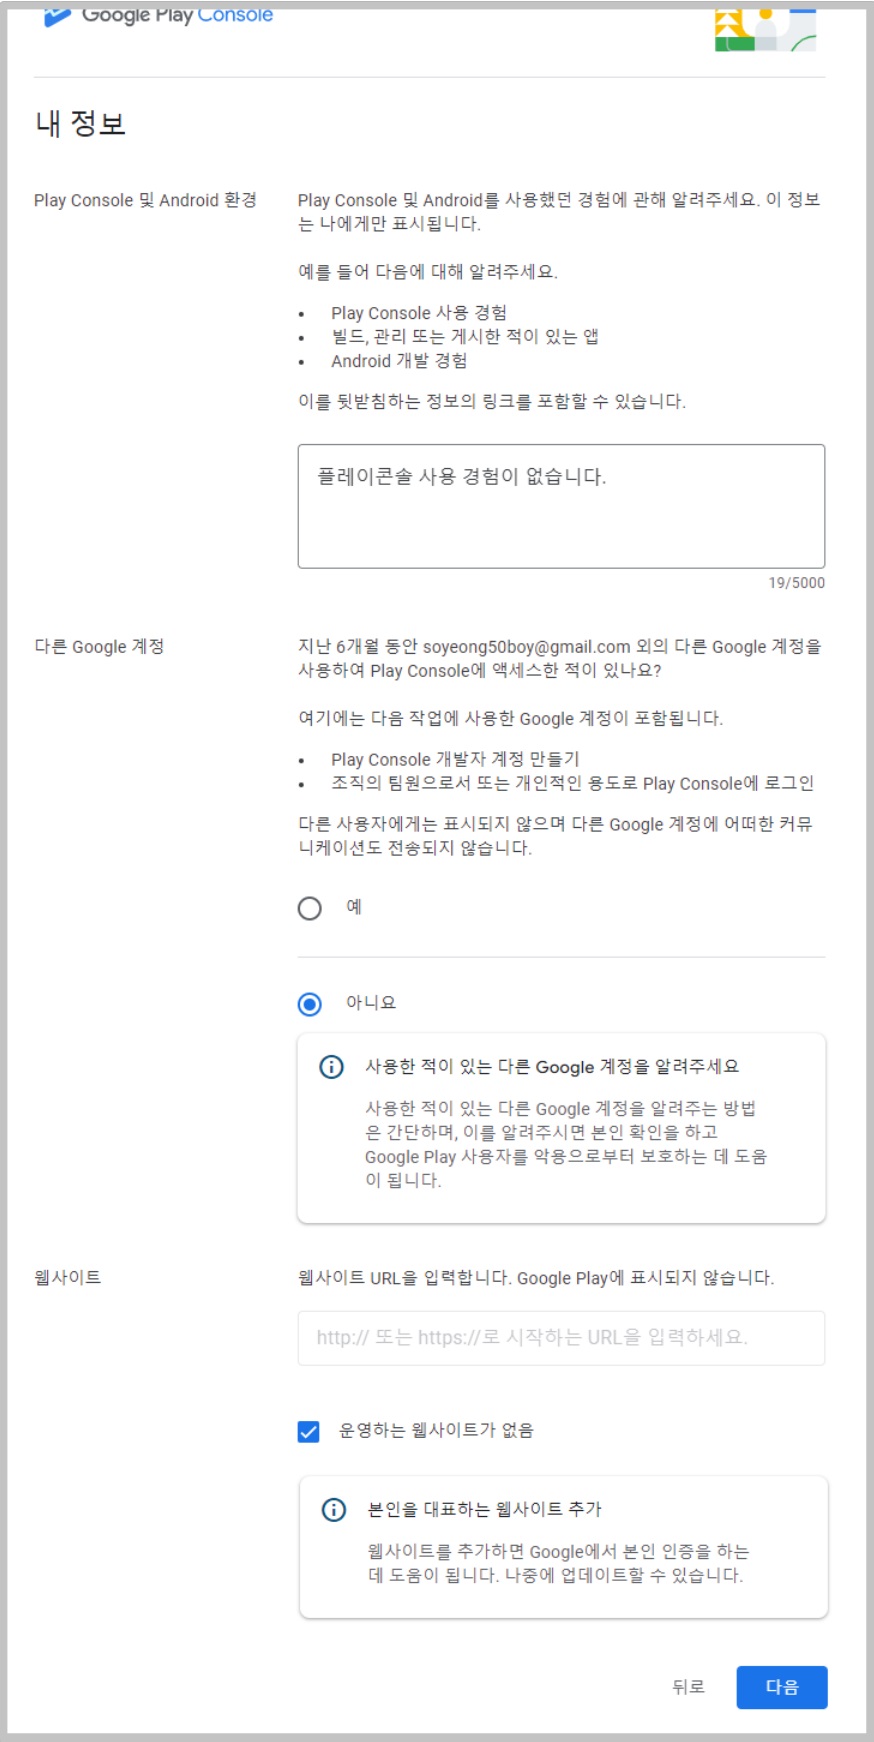 Google Play Console
내 정보
Play Console 및 Android 환경
Play Console 및 Android를 사용했던 경험에 관해 알려주세요. 이 정보
는 나에게만 표시됩니다.
예를 들어 다음에 대해 알려주세요.
• Play Console 사용 경험
• 빌드, 관리 또는 게시한 적이 있는 앱
• Android 개발 경험
이를 뒷받침하는 정보의 링크를 포함할 수 있습니다.
플레이콘솔 사용 경험이 없습니다.
19/5000
다른 Google 계정
지난 6개월 동안 soyeong50boy@gmail.com 외의 다른 Google 계정을
사용하여 Play Console에 액세스한 적이 있나요?
여기에는 다음 작업에 사용한 Google 계정이 포함됩니다.
• Play Console 개발자 계정 만들기
• 조직의 팀원으로서 또는 개인적인 용도로 Play Console에 로그인
다른 사용자에게는 표시되지 않으며 다른 Google 계정에 어떠한 커뮤
니케이션도 전송되지 않습니다.
예
아니요
사용한 적이 있는 다른 Google 계정을 알려주세요
사용한 적이 있는 다른 Google 계정을 알려주는 방법
은 간단하며, 이를 알려주시면 본인 확인을 하고
Google Play 사용자를 악용으로부터 보호하는 데 도움
이 됩니다.
웹사이트
웹사이트 URL을 입력합니다. Google Play에 표시되지 않습니다.
http:// 또는 https://로 시작하는 URL을 입력하세요.
운영하는 웹사이트가 없음
본인을 대표하는 웹사이트 추가
웹사이트를 추가하면 Google에서 본인 인증을 하는
데 도움이 됩니다. 나중에 업데이트할 수 있습니다.
뒤로
다음